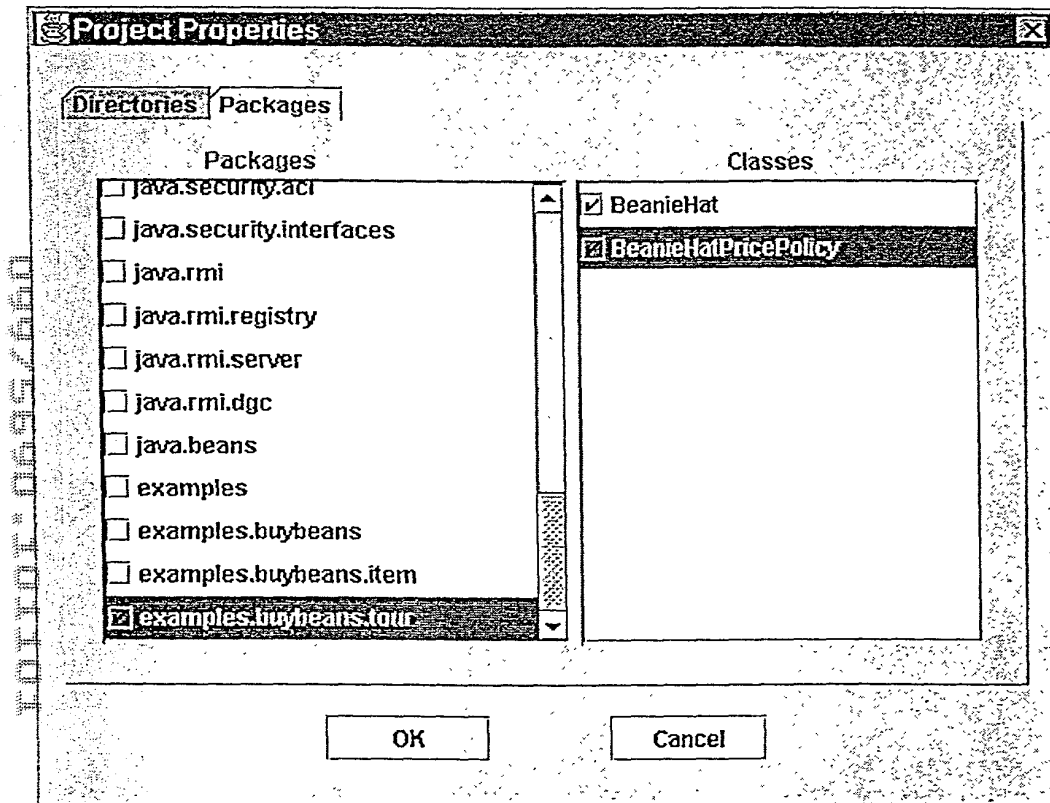 Project Properties
Directories
Packages
Packages
Classes
java.security.acl
java.security.interfaces
java.rmi
java.rmi.registry
java.rmi.server
java.rmi.dgc
java.beans
examples
examples.buybeans
examples.buybeans.item
examples.buybeans.tour
BeanieHat
BeanieHatPricePolicy
OK
Cancel